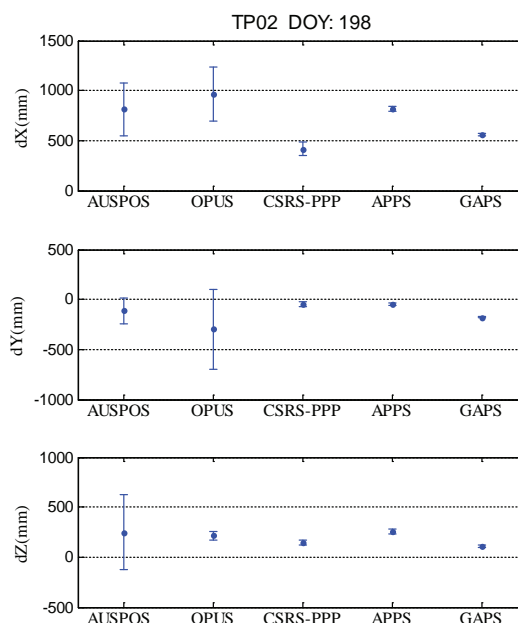 TP02 DOY: 198
1500
1000
500
0
dX(mm)
AUSPOS OPUS CSRS-PPP APPS GAPS
500
0
-500
-1000
dY(mm)
AUSPOS OPUS CSRS-PPP APPS GAPS
1000
500
0
-500
dZ(mm)
AUSPOS OPUS CSRS-PPP APPS GAPS